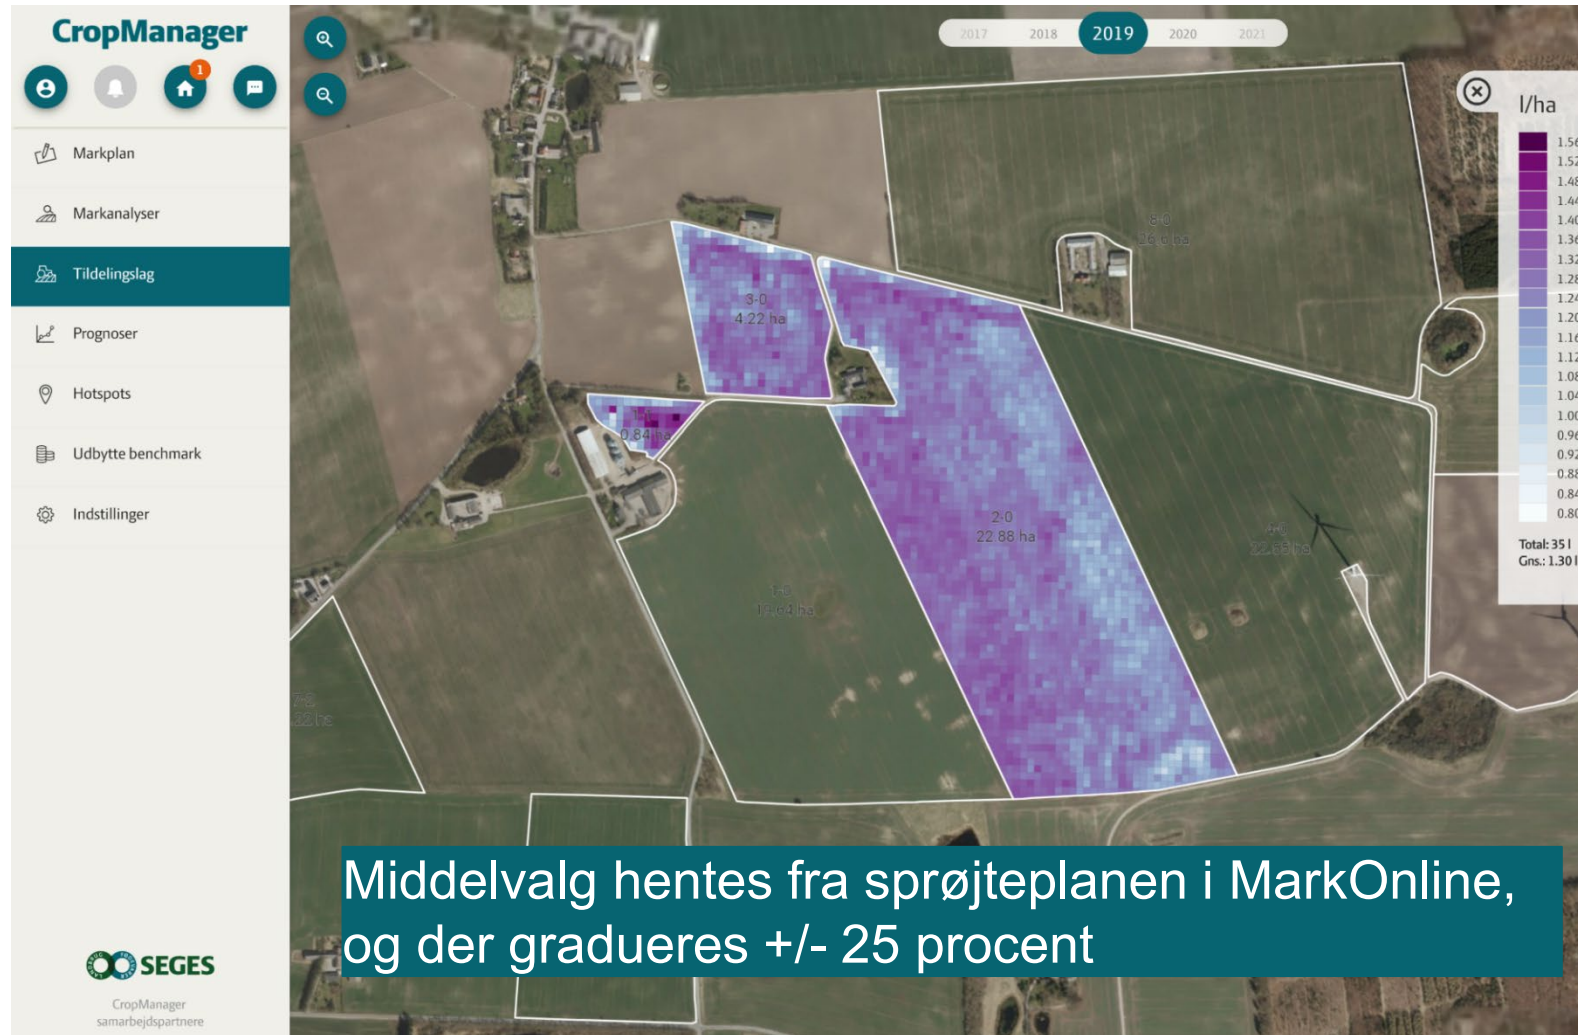 CropManager
1
Markplan
Markanalyser
Tildelingslag
Prognoser
Hotspots
Udbytte benchmark
Indstillinger
SEGES
CropManager
samarbejdspartnere
2017 2018 2019 2020 2021
l/ha
1.56
1.52
1.48
1.44
1.40
1.36
1.32
1.28
1.24
1.20
1.16
1.12
1.08
1.04
1.00
0.96
0.92
0.88
0.84
0.80
Total: 35 l
Gns.: 1.30 l
8-0
26.6 ha
3-0
4.22 ha
0.84 ha
2-0
22.88 ha
1-0
Middelvalg hentes fra sprøjteplanen i MarkOnline,
og der gradueres +/- 25 procent